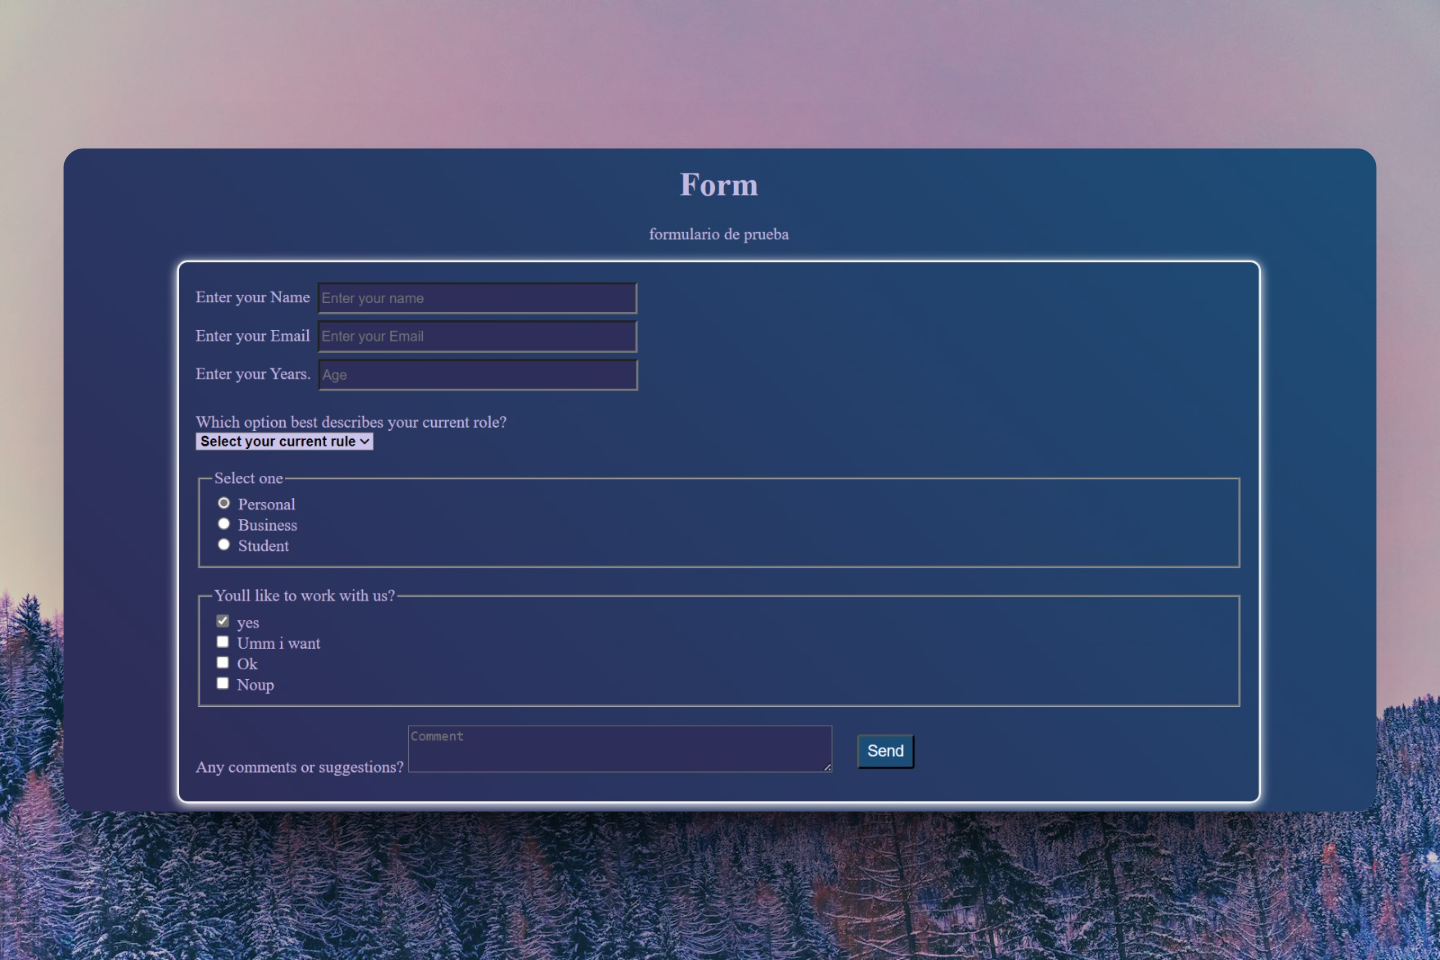 Form
formulario de prueba
Enter your Name Enter your name
Enter your Email Enter your Email
Enter your Years. Age
Which option best describes your current role?
Select your current rule
Select one
Personal
Business
Student
Youll like to work with us?
yes
Umm i want
Ok
Noup
Any comments or suggestions? Comment Send